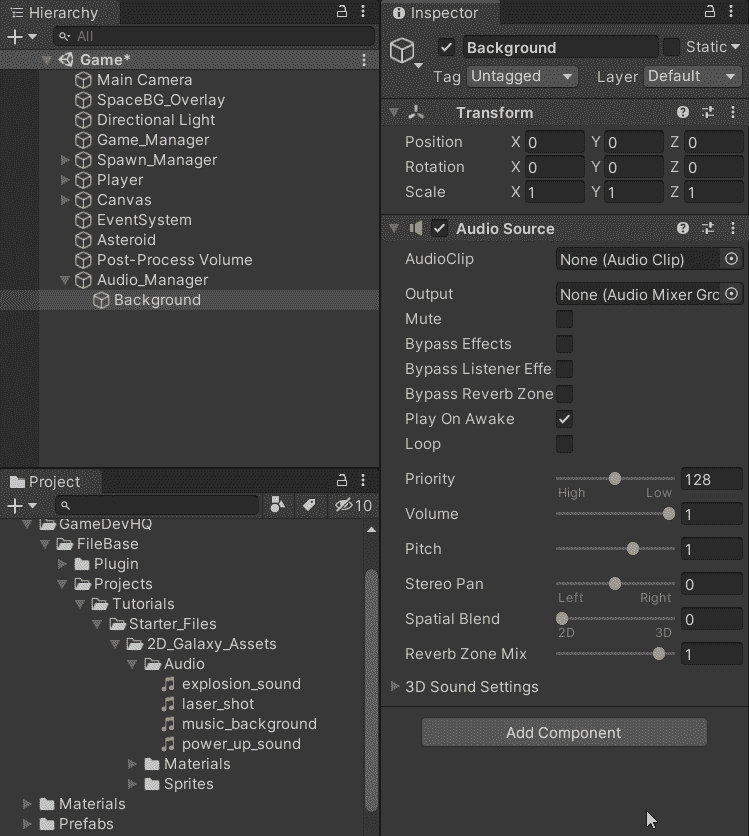 Hierarchy
All
Game*
Main Camera
SpaceBG_Overlay
Directional Light
Game_Manager
Spawn_Manager
Player
Canvas
EventSystem
Asteroid
Post-Process Volume
Audio_Manager
Background
Project
10
GameDevHQ
FileBase
Plugin
Projects
Tutorials
Starter_Files
2D_Galaxy_Assets
Audio
explosion_sound
laser_shot
music_background
power_up_sound
Materials
Sprites
Materials
Prefabs
Inspector
Background Static
Tag Untagged Layer Default
Transform
Position X 0 Y 0 Z 0
Rotation X 0 Y 0 Z 0
Scale X 1 Y 1 Z 1
Audio Source
AudioClip None (Audio Clip)
Output None (Audio Mixer Gro
Mute
Bypass Effects
Bypass Listener Effe
Bypass Reverb Zone
Play On Awake
Loop
Priority 128
High Low
Volume 1
Pitch 1
Stereo Pan 0
Left Right
Spatial Blend 0
2D 3D
Reverb Zone Mix 1
3D Sound Settings
Add Component